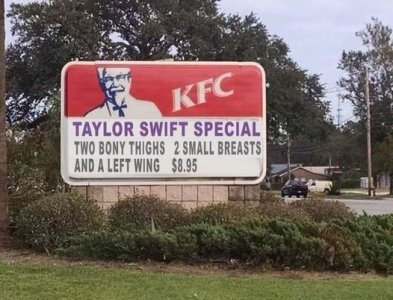 KFC
TAYLOR SWIFT SPECIAL
TWO BONY THIGHS 2 SMALL BREASTS
AND A LEFT WING $8.95